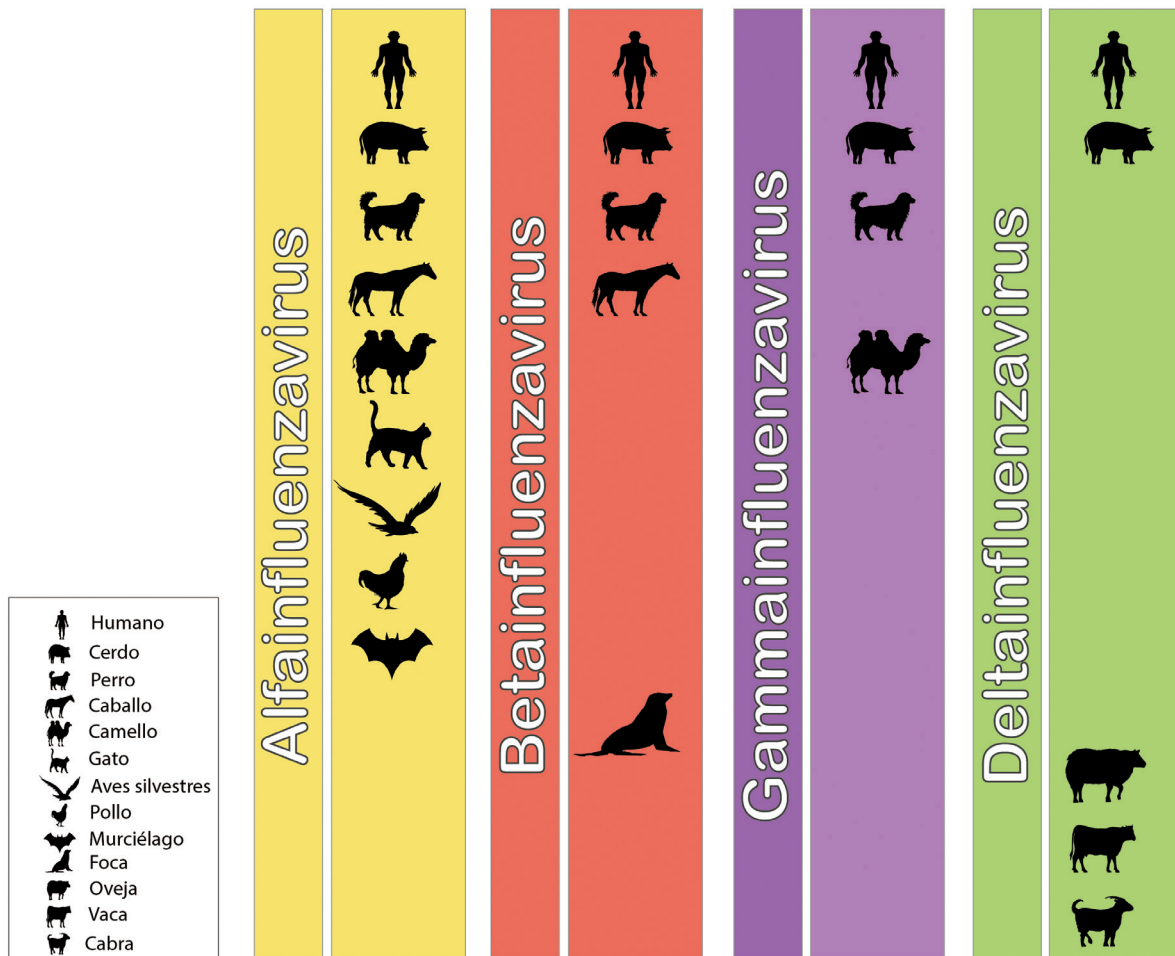 Alfainfluenzavirus
Betainfluenzavirus
Gammainfluenzavirus
Deltainfluenzavirus
Humano
Cerdo
Perro
Caballo
Camello
Gato
Aves silvestres
Pollo
Murciélago
Foca
Oveja
Vaca
Cabra